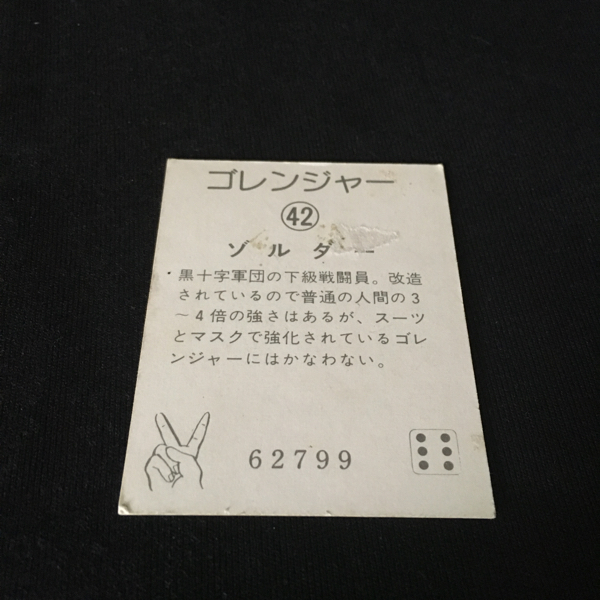 ゴレンジャー
㊷
ゾルダー
・黒十字軍団の下級戦闘員。改造
されているので普通の人間の3
～4倍の強さはあるが、スーツ
とマスクで強化されているゴレ
ンジャーにはかなわない。
62799